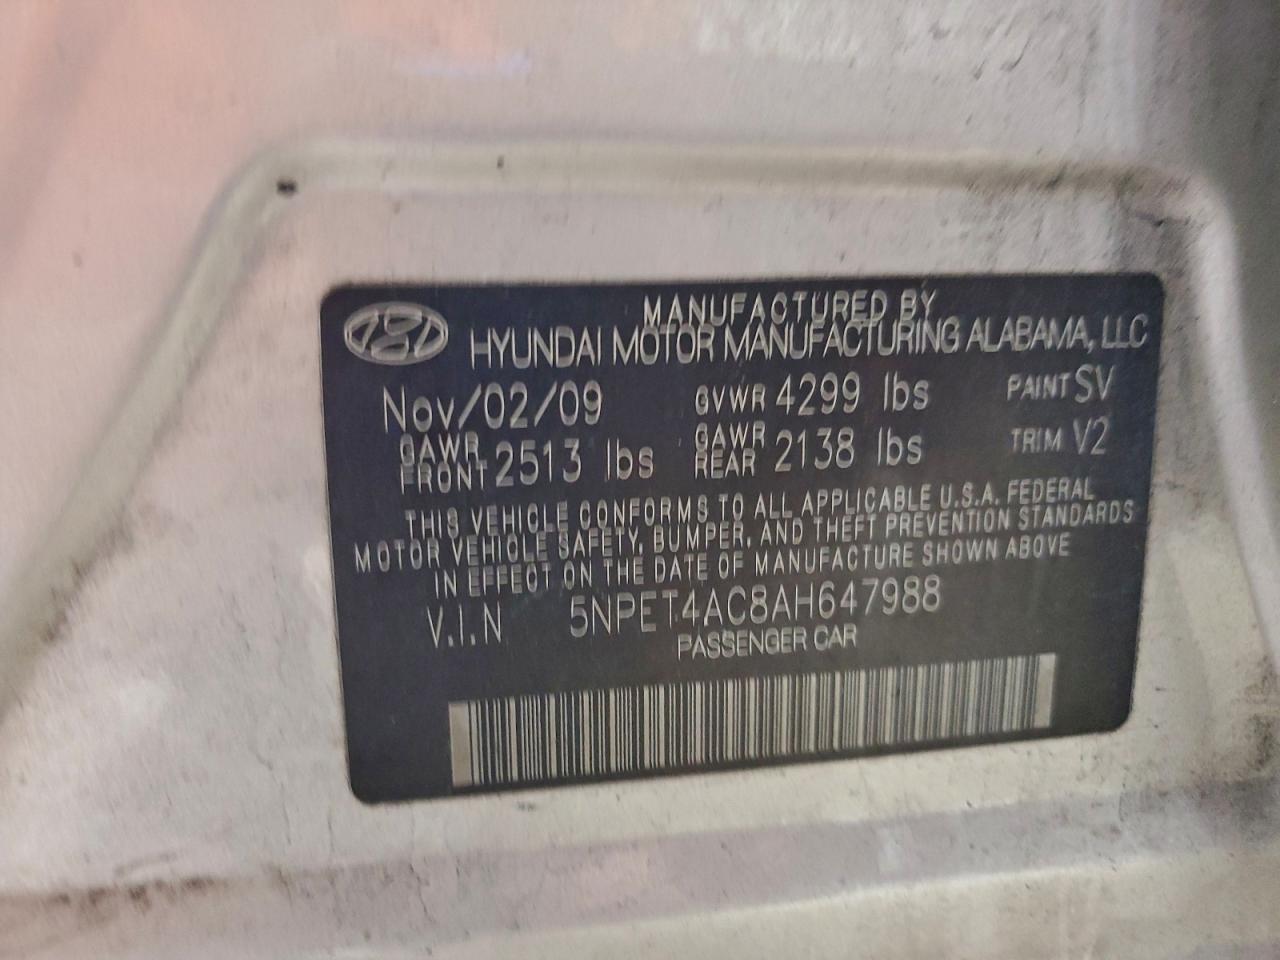 MANUFACTURED BY
HYUNDAI MOTOR MANUFACTURING ALABAMA, LLC
Nov/02/09 GVWR 4299 lbs PAINT SV
GAWR FRONT 2513 lbs GAWR REAR 2138 lbs TRIM V2
THIS VEHICLE CONFORMS TO ALL APPLICABLE U.S.A. FEDERAL
MOTOR VEHICLE SAFETY, BUMPER, AND THEFT PREVENTION STANDARDS
IN EFFECT ON THE DATE OF MANUFACTURE SHOWN ABOVE
V.I.N 5NPET4AC8AH647988
PASSENGER CAR